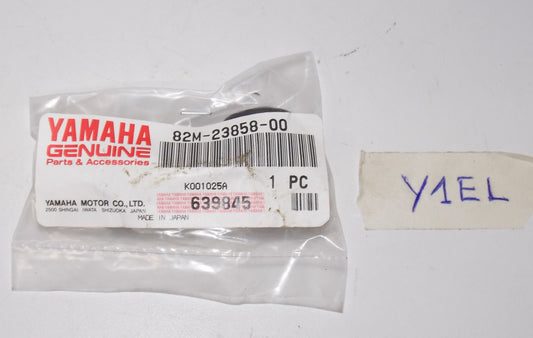 YAMAHA
GENUINE
Parts & Accessories
82M-23858-00
K001025A
1 PC
639845
YAMAHA MOTOR CO., LTD.
2500 SHINGAI IWATA SHIZUOKA JAPAN
MADE IN JAPAN
Y1EL